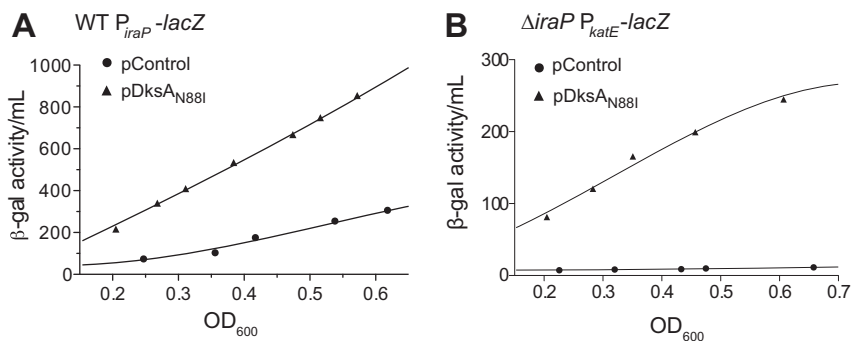 A WT P_iraP-lacZ
β-gal activity/mL
1000
800
600
400
200
0
pControl
pDksA_N88I
0.2 0.3 0.4 0.5 0.6
OD_600
B ΔiraP P_katE-lacZ
β-gal activity/mL
300
200
100
0
pControl
pDksA_N88I
0.2 0.3 0.4 0.5 0.6 0.7
OD_600